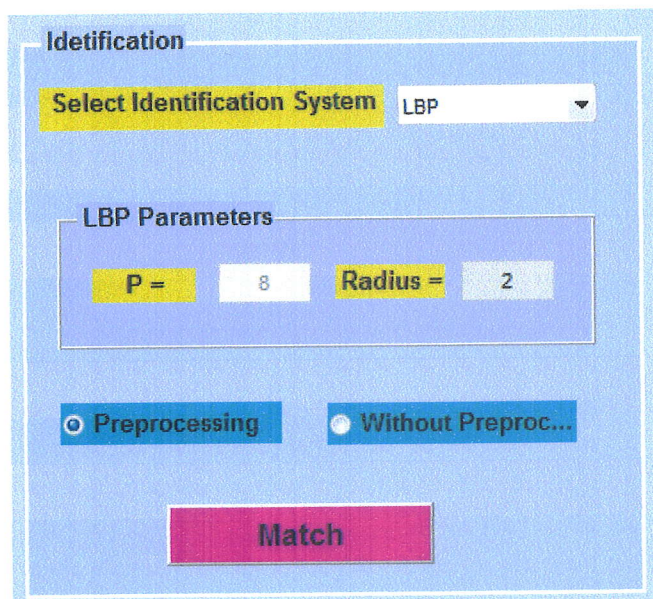 Idetification
Select Identification System LBP
LBP Parameters
P = 8 Radius = 2
Preprocessing Without Preproc...
Match